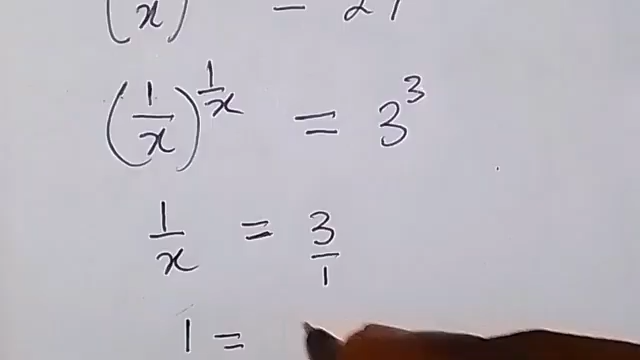 (1/x)^(1/x) = 3^3
1/x = 3/1
1 =